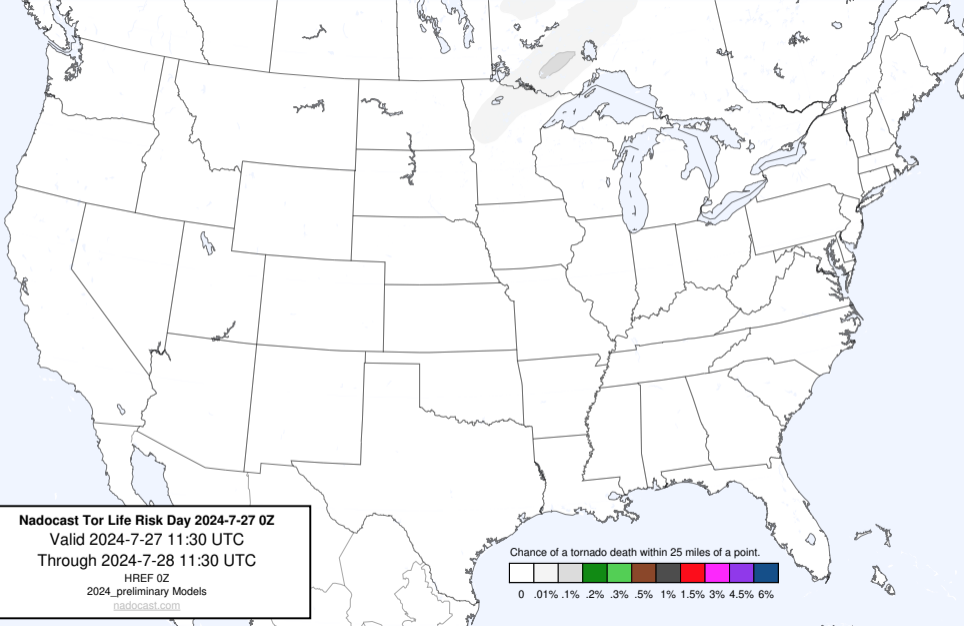 Nadocast Tor Life Risk Day 2024-7-27 0Z
Valid 2024-7-27 11:30 UTC
Through 2024-7-28 11:30 UTC
HREF 0Z
2024_preliminary Models
nadocast.com
Chance of a tornado death within 25 miles of a point.
0 .01% .1% .2% .3% .5% 1% 1.5% 3% 4.5% 6%